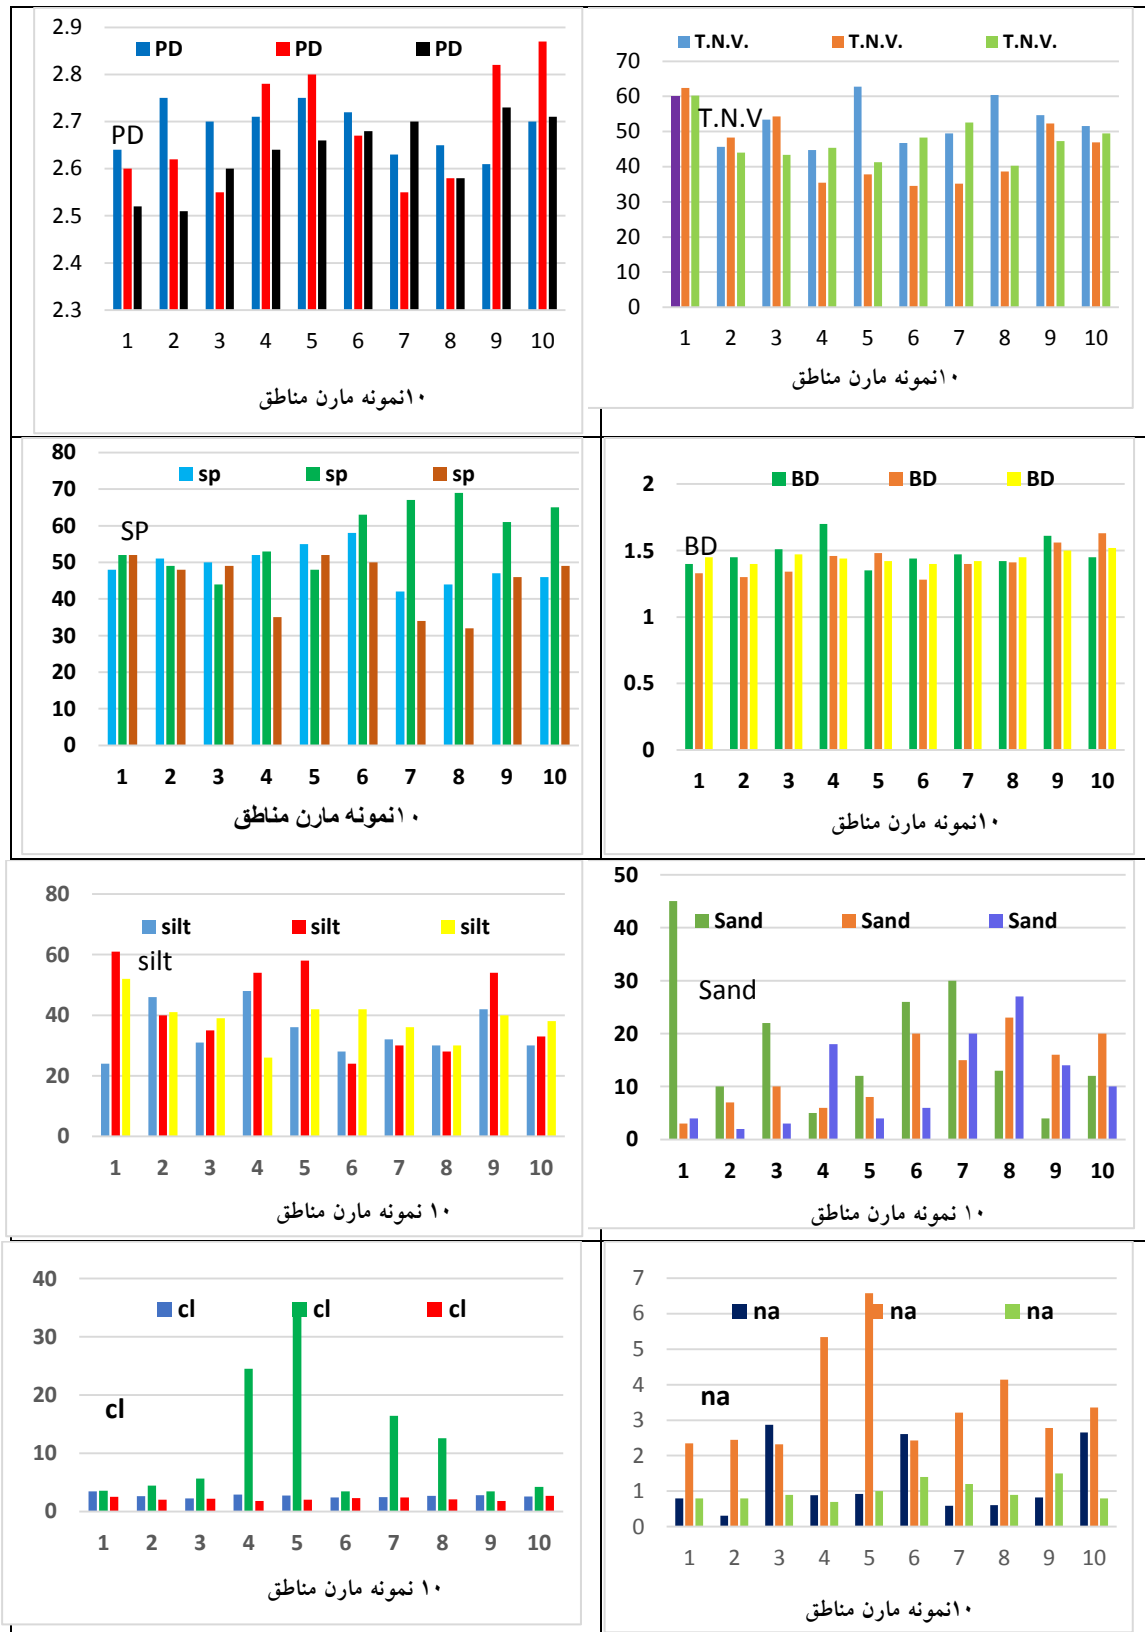 PD PD PD
2.9
2.8
2.7
2.6
2.5
2.4
2.3
PD
1 2 3 4 5 6 7 8 9 10
۱۰نمونه مارن مناطق
T.N.V. T.N.V. T.N.V.
70
60
50
40
30
20
10
0
T.N.V
1 2 3 4 5 6 7 8 9 10
۱۰نمونه مارن مناطق
80
70
60
50
40
30
20
10
0
sp sp sp
SP
1 2 3 4 5 6 7 8 9 10
۱۰نمونه مارن مناطق
BD BD BD
2
1.5
1
0.5
0
BD
1 2 3 4 5 6 7 8 9 10
۱۰نمونه مارن مناطق
80
60
40
20
0
silt silt silt
silt
1 2 3 4 5 6 7 8 9 10
۱۰ نمونه مارن مناطق
50
40
30
20
10
0
Sand Sand Sand
Sand
1 2 3 4 5 6 7 8 9 10
۱۰ نمونه مارن مناطق
40
30
20
10
0
cl cl cl
cl
1 2 3 4 5 6 7 8 9 10
۱۰ نمونه مارن مناطق
7
6
5
4
3
2
1
0
na na na
na
1 2 3 4 5 6 7 8 9 10
۱۰نمونه مارن مناطق